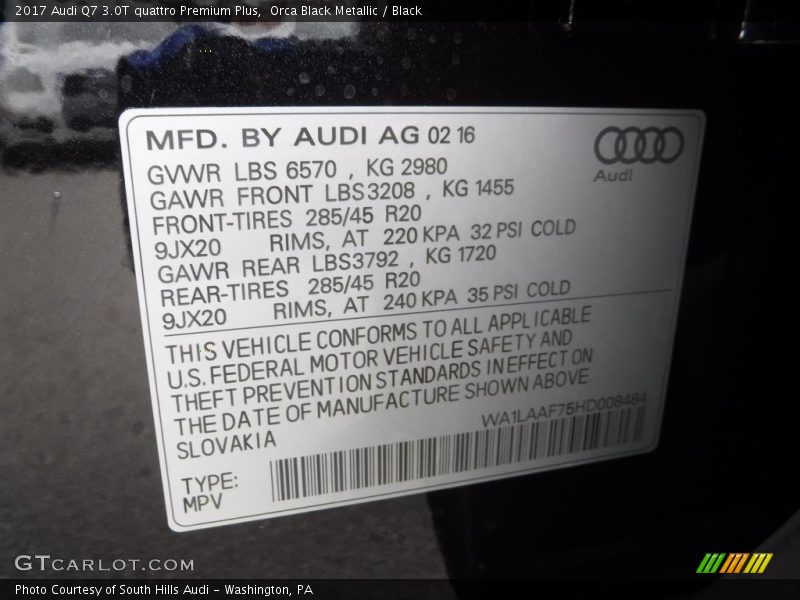 2017 Audi Q7 3.0T quattro Premium Plus,  Orca Black Metallic / Black
MFD. BY AUDI AG 02 16
Audi
GVWR LBS 6570 , KG 2980
GAWR FRONT LBS3208 , KG 1455
FRONT-TIRES 285/45 R20
9JX20 RIMS, AT 220 KPA 32 PSI COLD
GAWR REAR LBS3792 , KG 1720
REAR-TIRES 285/45 R20
9JX20 RIMS, AT 240 KPA 35 PSI COLD
THIS VEHICLE CONFORMS TO ALL APPLICABLE
U.S. FEDERAL MOTOR VEHICLE SAFETY AND
THEFT PREVENTION STANDARDS IN EFFECT ON
THE DATE OF MANUFACTURE SHOWN ABOVE.
SLOVAKIA
WA1LAAF75HD008484
TYPE:
MPV
GTCARLOT.COM
Photo Courtesy of South Hills Audi - Washington, PA